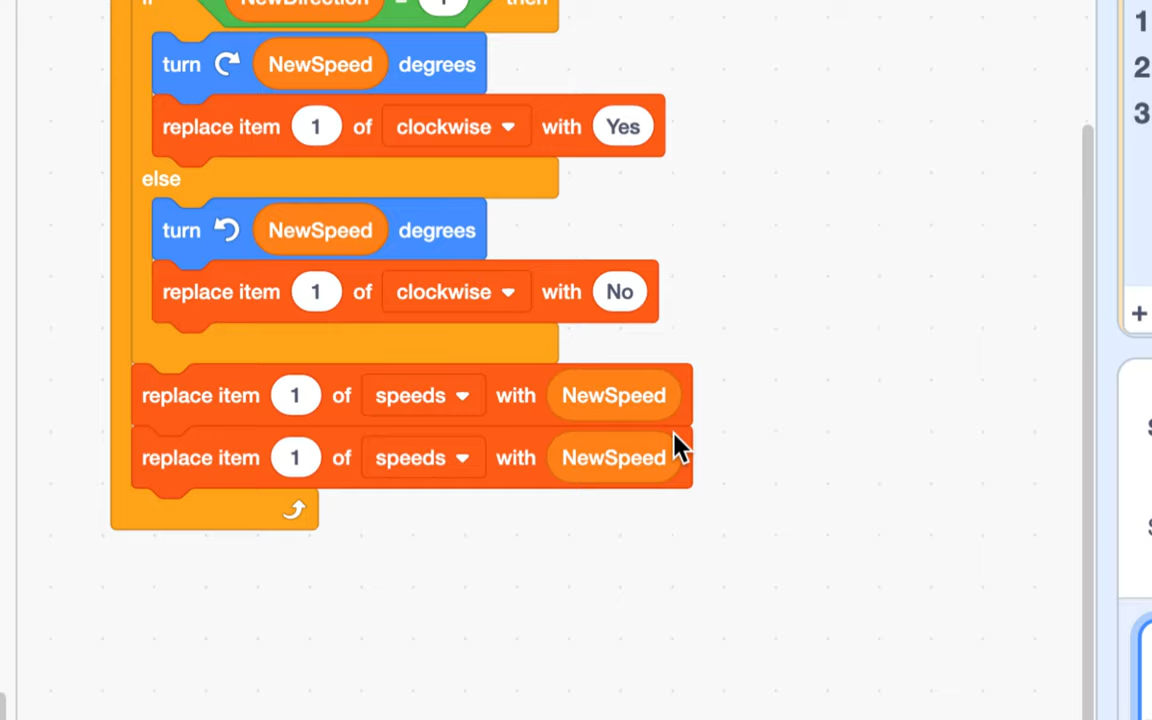 NewDirection = then
turn NewSpeed degrees
replace item 1 of clockwise with Yes
else
turn NewSpeed degrees
replace item 1 of clockwise with No
replace item 1 of speeds with NewSpeed
replace item 1 of speeds with NewSpeed
1
2
3
+